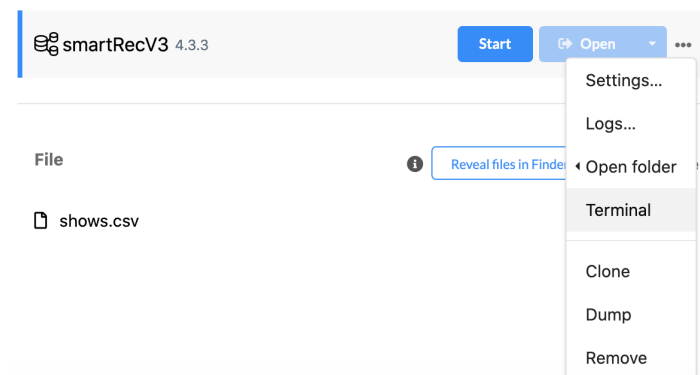 smartRecV3 4.3.3 Start Open
Settings...
Logs...
File Reveal files in Finder Open folder
Terminal
shows.csv
Clone
Dump
Remove